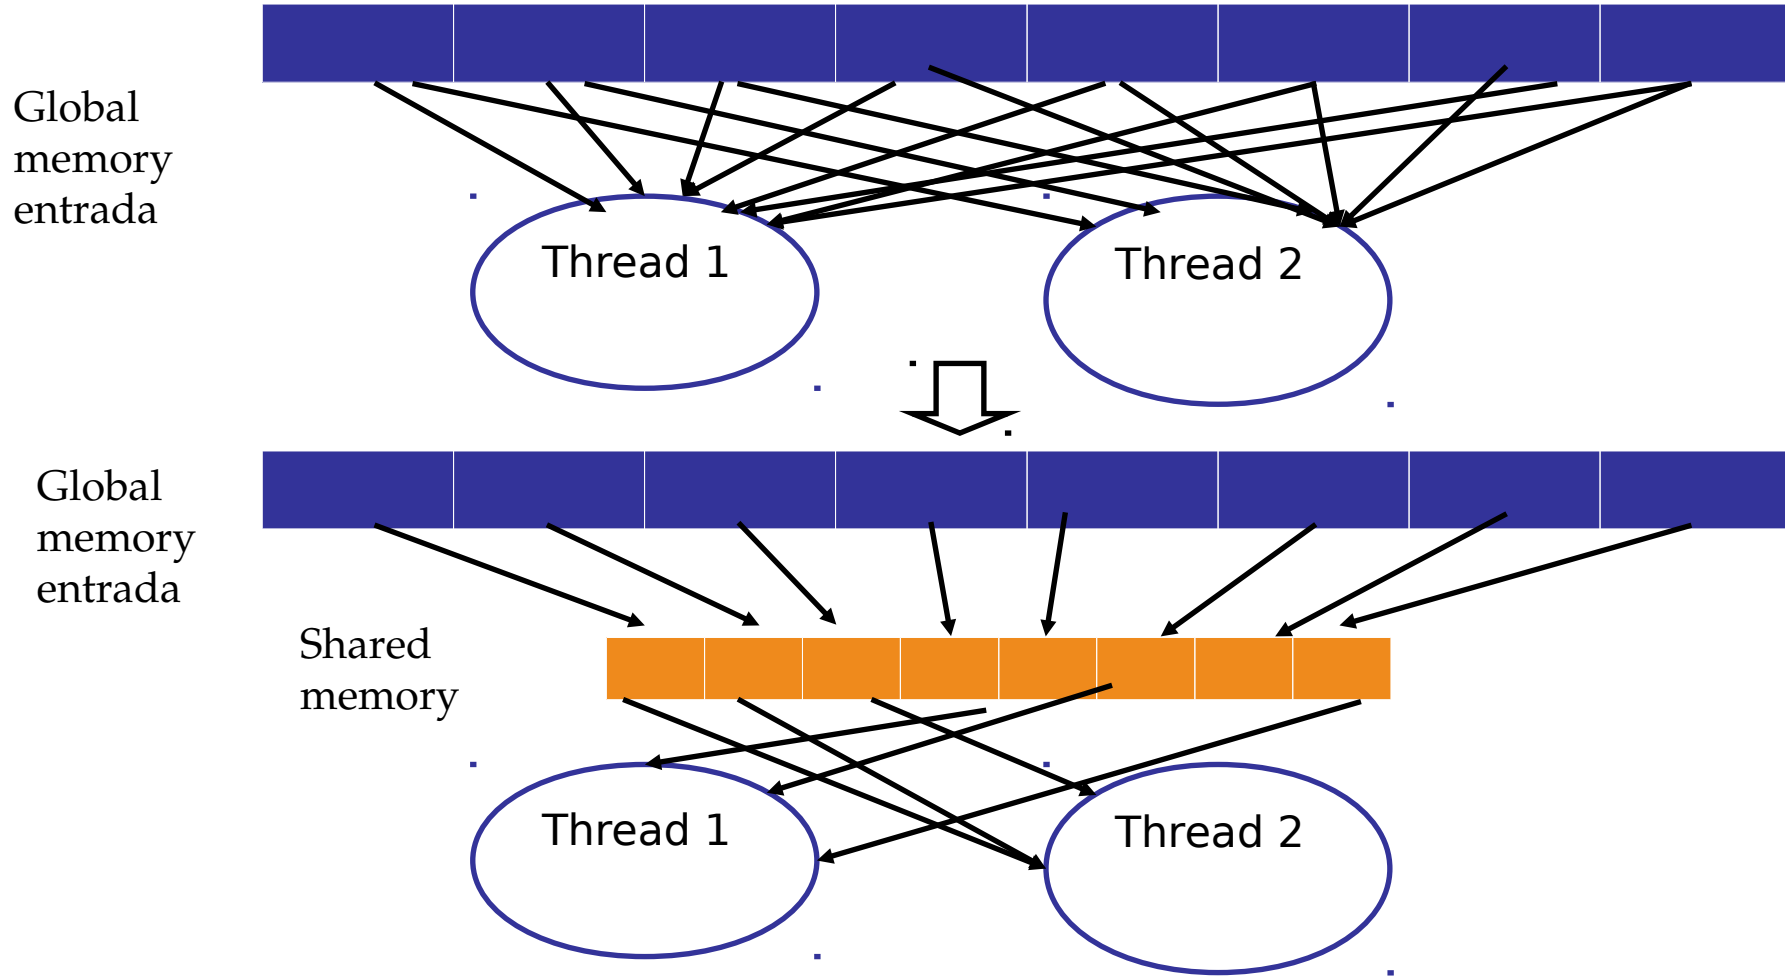 Global
memory
entrada
Thread 1
Thread 2
Global
memory
entrada
Shared
memory
Thread 1
Thread 2